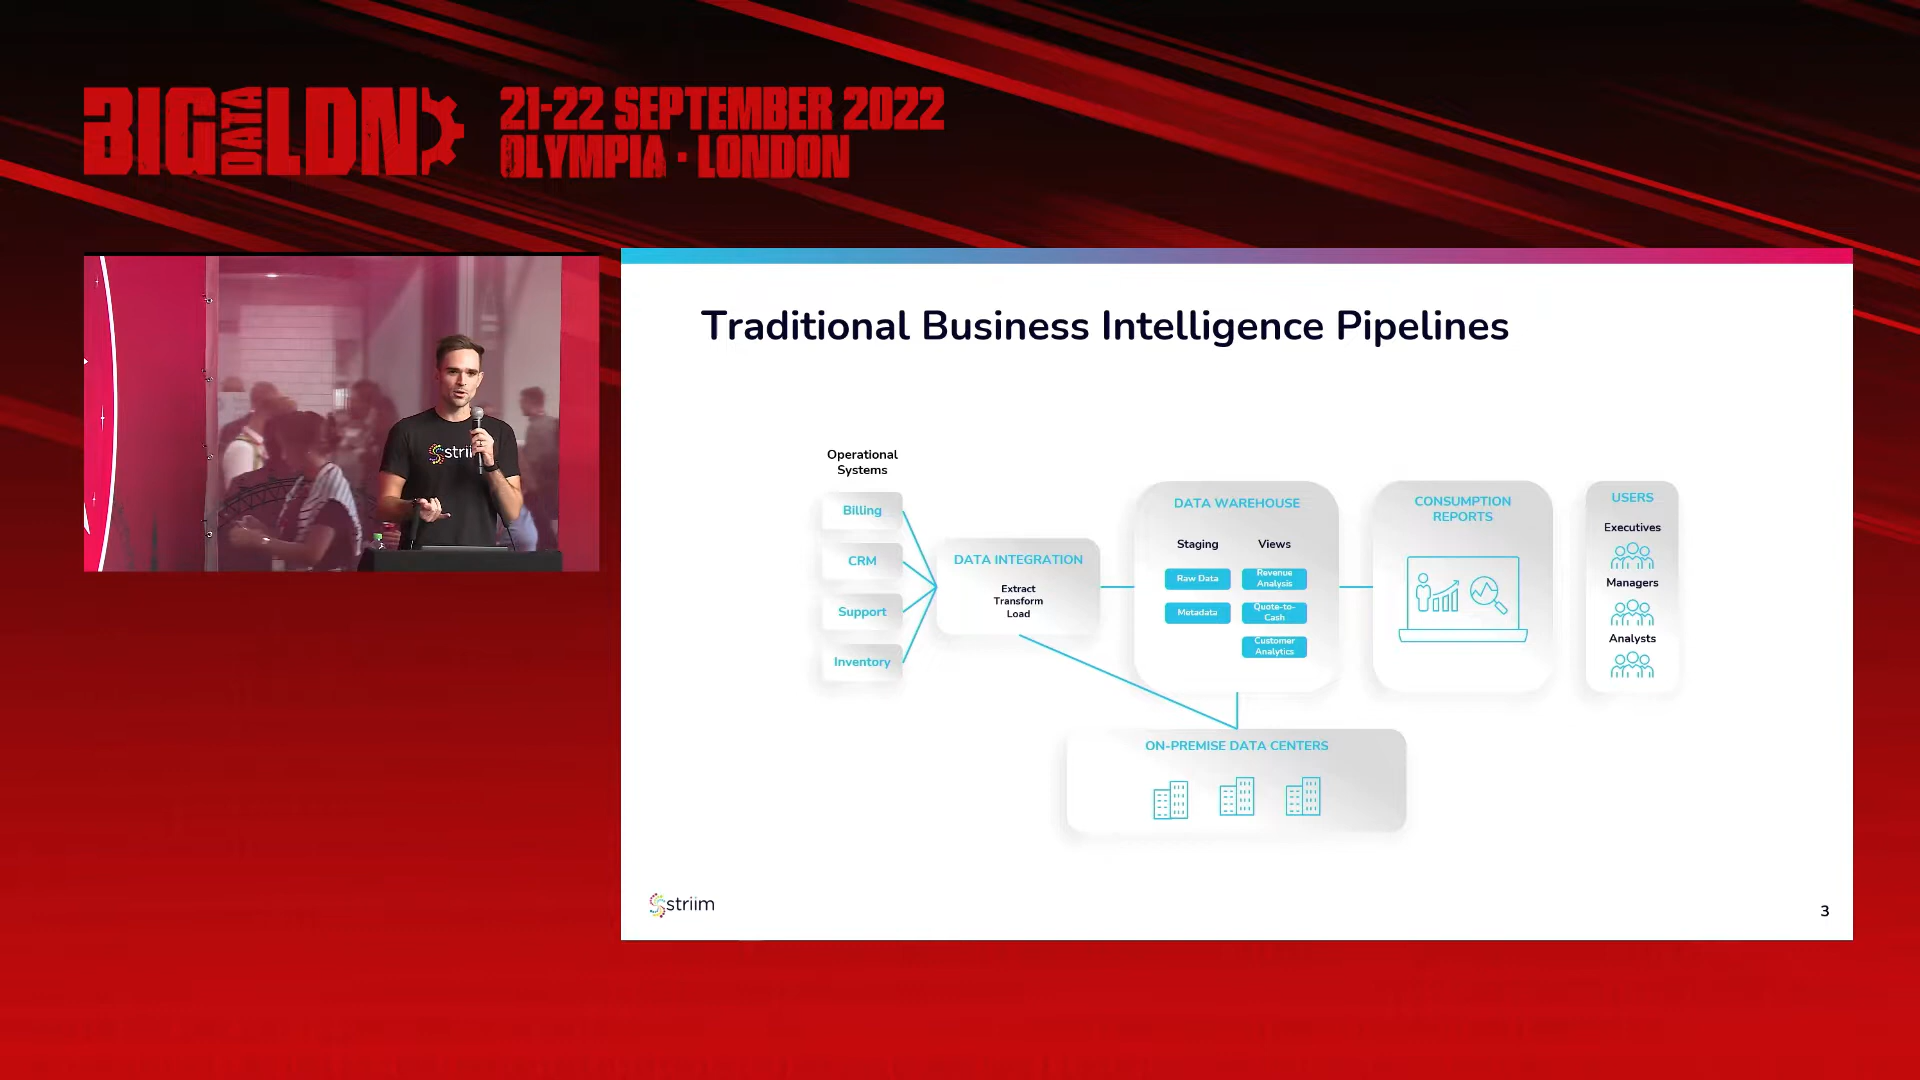 BIG DATA LDN
21-22 SEPTEMBER 2022
OLYMPIA · LONDON
striim
Traditional Business Intelligence Pipelines
Operational
Systems
Billing
CRM
Support
Inventory
DATA INTEGRATION
Extract
Transform
Load
DATA WAREHOUSE
Staging
Views
Raw Data
Metadata
Revenue
Analysis
Quote-to-
Cash
Customer
Analytics
CONSUMPTION
REPORTS
USERS
Executives
Managers
Analysts
ON-PREMISE DATA CENTERS
striim
3